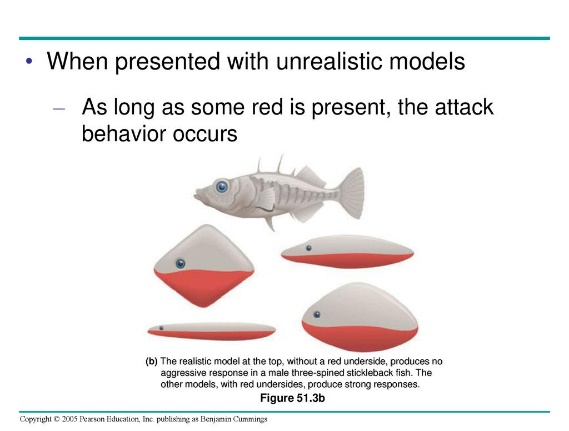 • When presented with unrealistic models
– As long as some red is present, the attack
behavior occurs
(b) The realistic model at the top, without a red underside, produces no
aggressive response in a male three-spined stickleback fish. The
other models, with red undersides, produce strong responses.
Figure 51.3b
Copyright © 2005 Pearson Education, Inc. publishing as Benjamin Cummings